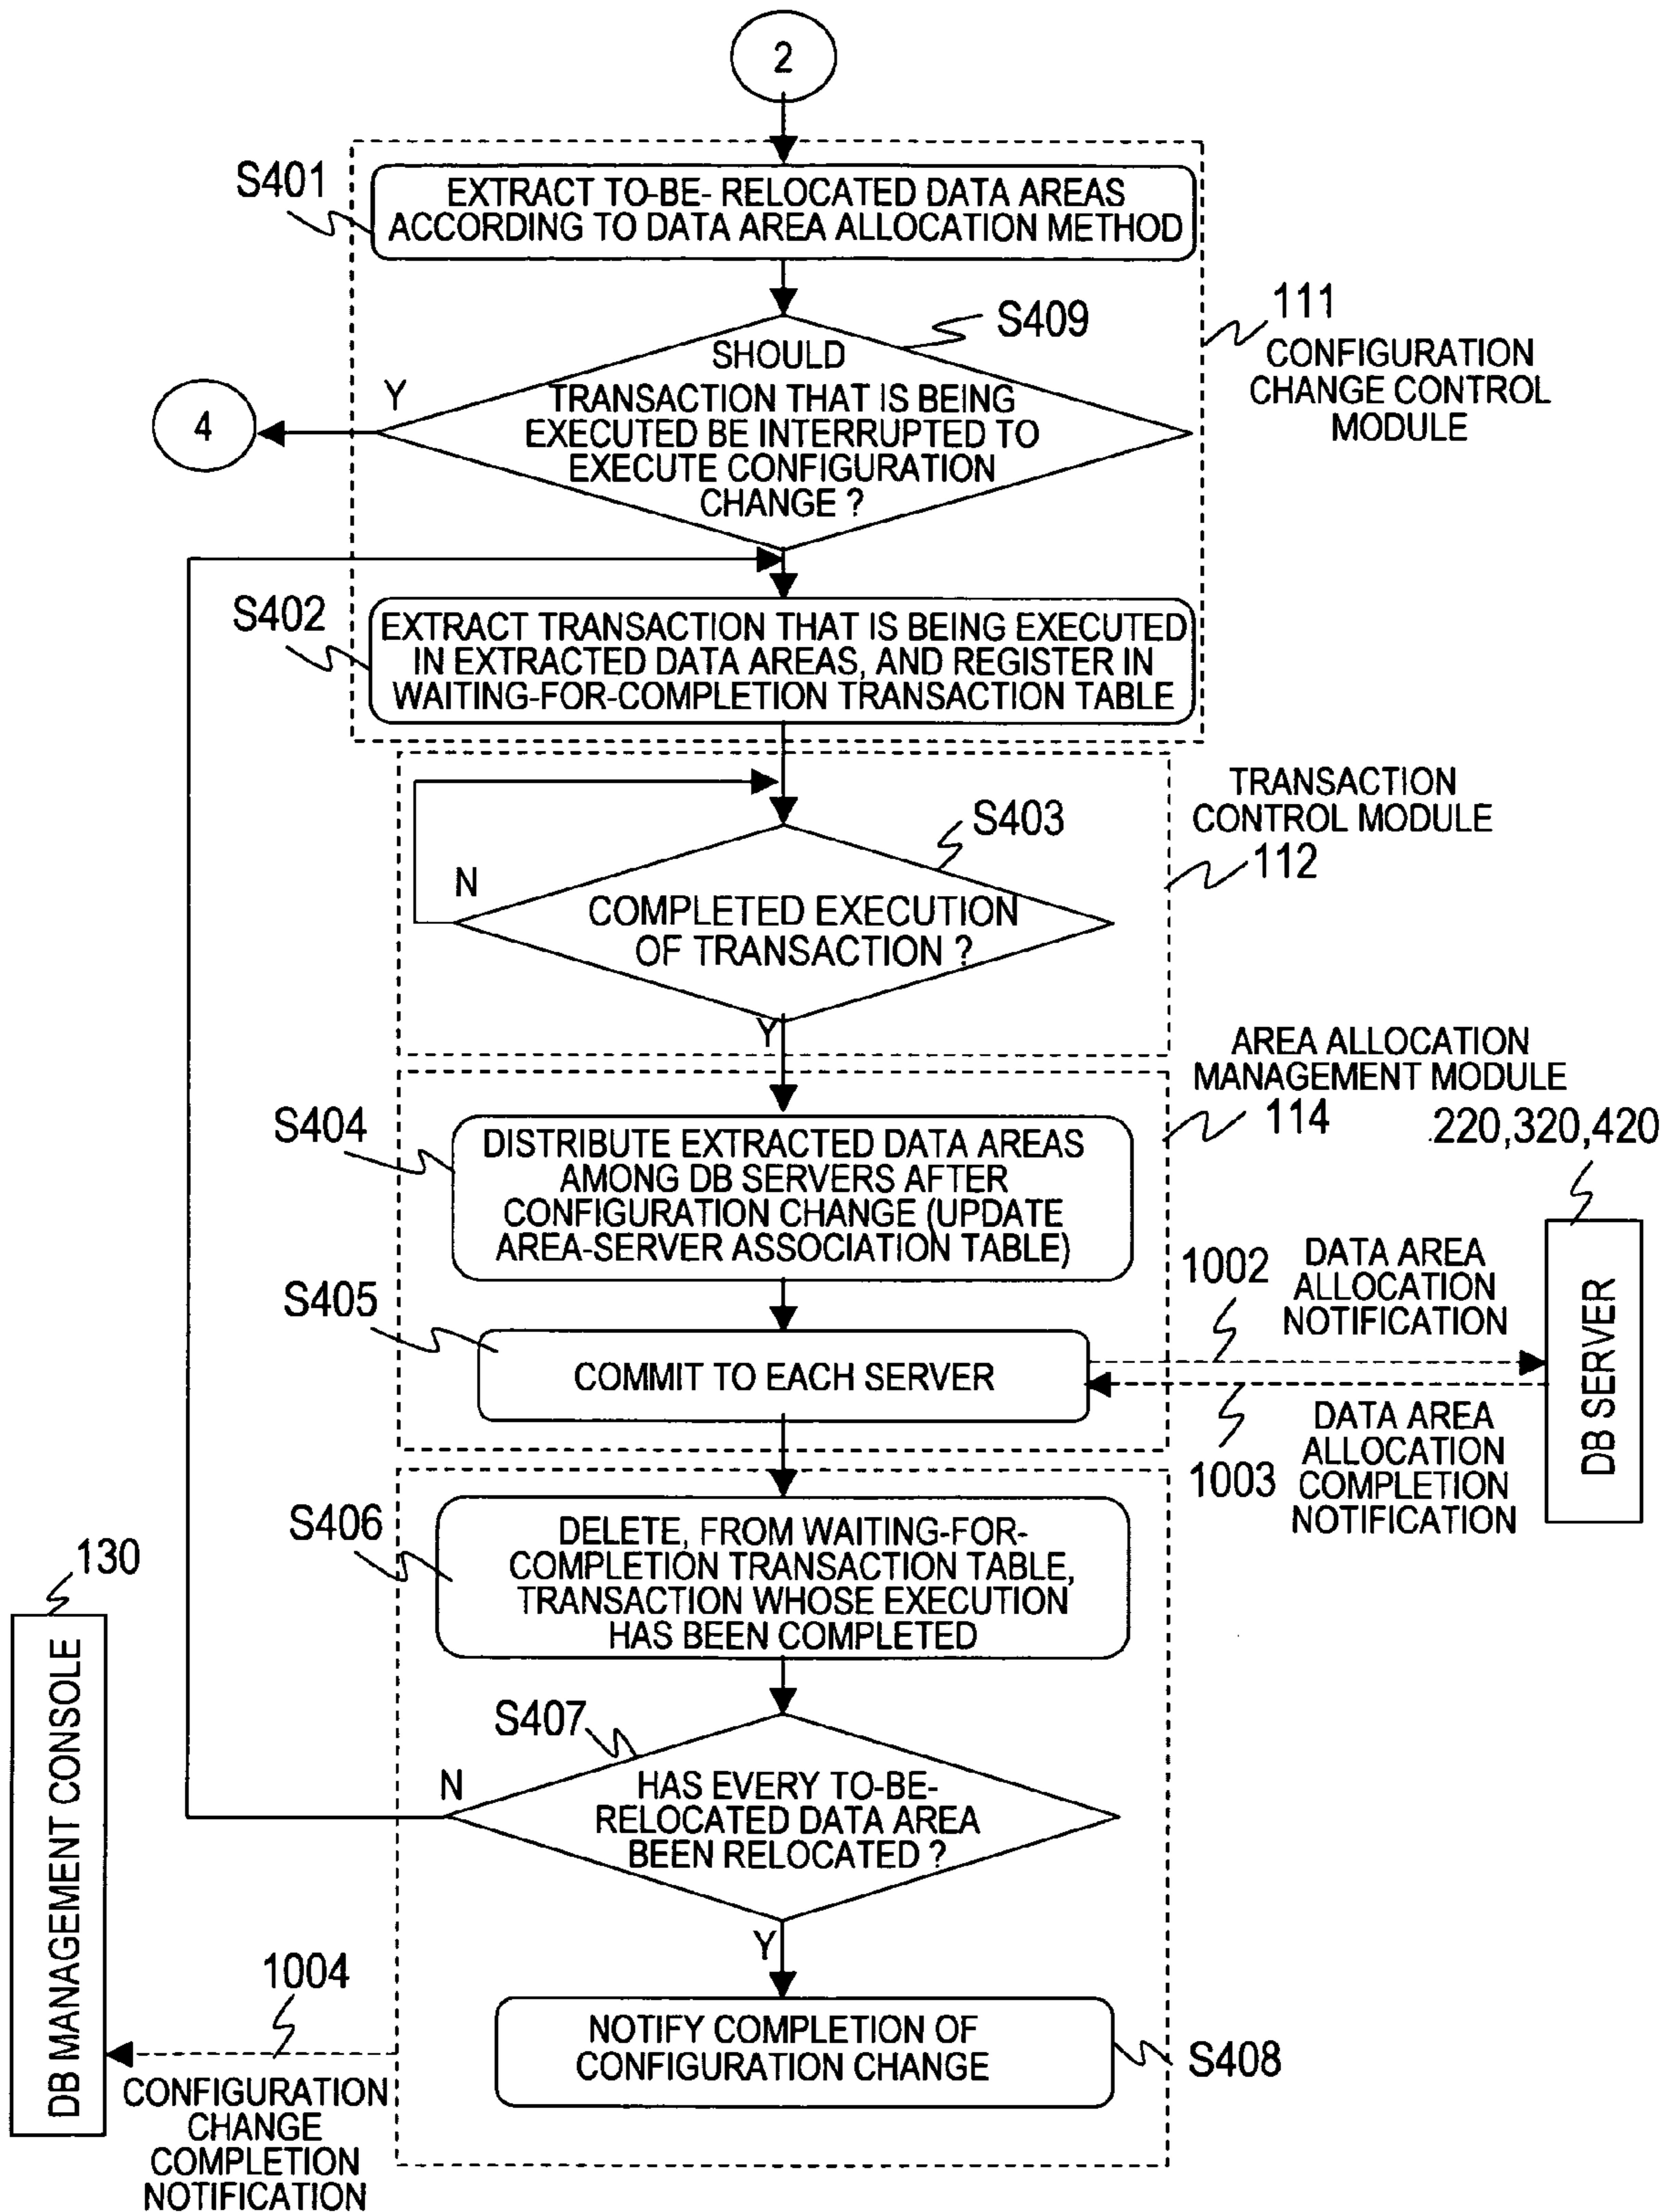 2
S401
EXTRACT TO-BE- RELOCATED DATA AREAS
ACCORDING TO DATA AREA ALLOCATION METHOD
S409
SHOULD
TRANSACTION THAT IS BEING
EXECUTED BE INTERRUPTED TO
EXECUTE CONFIGURATION
CHANGE ?
Y
4
111
CONFIGURATION
CHANGE CONTROL
MODULE
S402
EXTRACT TRANSACTION THAT IS BEING EXECUTED
IN EXTRACTED DATA AREAS, AND REGISTER IN
WAITING-FOR-COMPLETION TRANSACTION TABLE
TRANSACTION
CONTROL MODULE
112
S403
N
COMPLETED EXECUTION
OF TRANSACTION ?
Y
AREA ALLOCATION
MANAGEMENT MODULE
114
220,320,420
S404
DISTRIBUTE EXTRACTED DATA AREAS
AMONG DB SERVERS AFTER
CONFIGURATION CHANGE (UPDATE
AREA-SERVER ASSOCIATION TABLE)
1002
DATA AREA
ALLOCATION
NOTIFICATION
DB SERVER
S405
COMMIT TO EACH SERVER
1003
DATA AREA
ALLOCATION
COMPLETION
NOTIFICATION
S406
DELETE, FROM WAITING-FOR-
COMPLETION TRANSACTION TABLE,
TRANSACTION WHOSE EXECUTION
HAS BEEN COMPLETED
130
DB MANAGEMENT CONSOLE
S407
N
HAS EVERY TO-BE-
RELOCATED DATA AREA
BEEN RELOCATED ?
Y
1004
CONFIGURATION
CHANGE
COMPLETION
NOTIFICATION
NOTIFY COMPLETION OF
CONFIGURATION CHANGE
S408